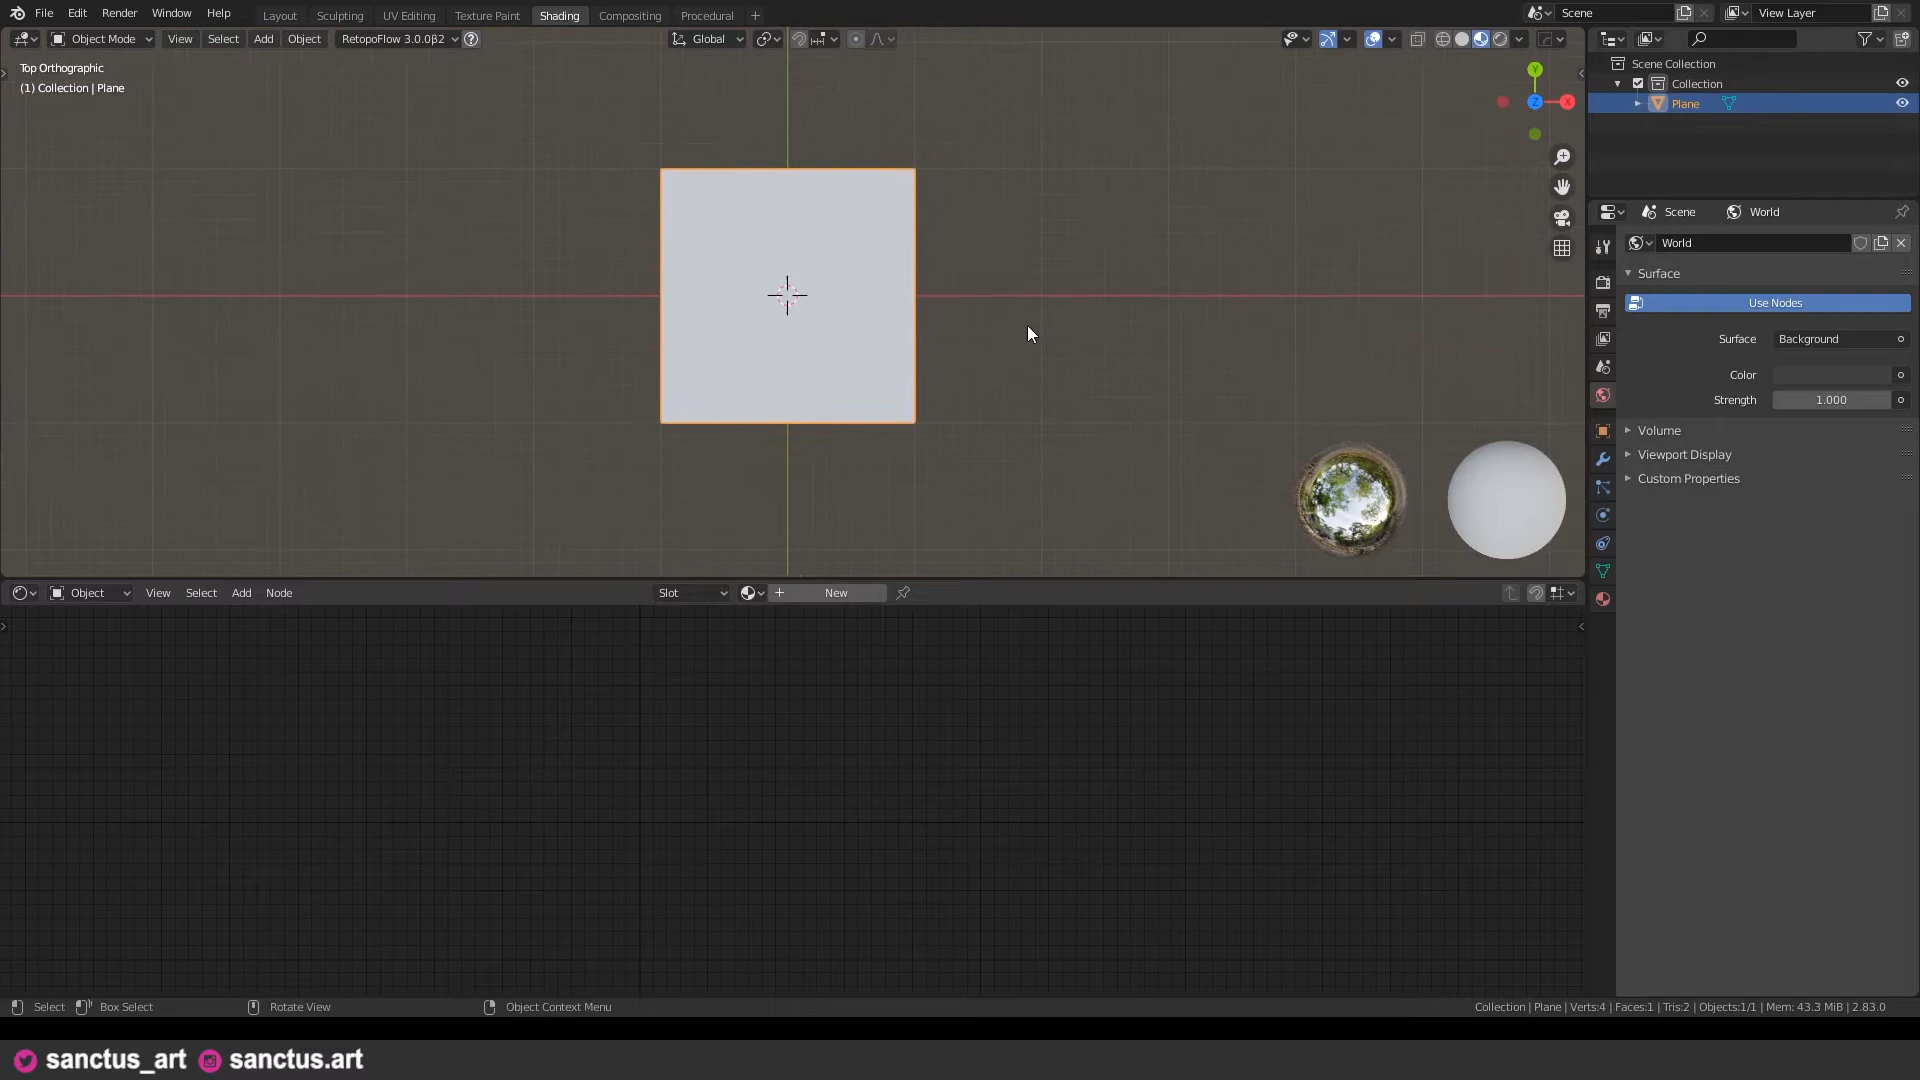 File Edit Render Window Help Layout Sculpting UV Editing Texture Paint Shading Compositing Procedural + Scene View Layer
Object Mode View Select Add Object RetopoFlow 3.0.0β2 ? Global
Top Orthographic
(1) Collection | Plane
Y
Z X
Scene Collection
Collection
Plane
Scene World
World
Surface
Use Nodes
Surface Background
Color
Strength 1.000
Volume
Viewport Display
Custom Properties
Object View Select Add Node Slot + New
Select Box Select Rotate View Object Context Menu Collection | Plane | Verts:4 | Faces:1 | Tris:2 | Objects:1/1 | Mem: 43.3 MiB | 2.83.0
sanctus_art sanctus.art